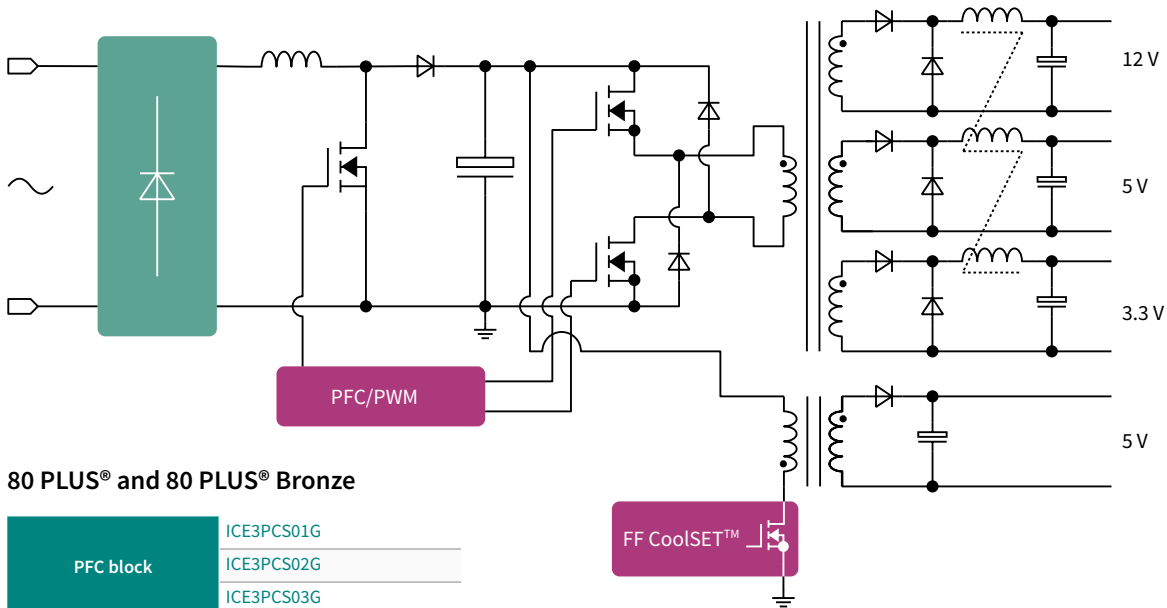 12 V
5 V
3.3 V
PFC/PWM
5 V
80 PLUS® and 80 PLUS® Bronze
FF CoolSET™
PFC block
ICE3PCS01G
ICE3PCS02G
ICE3PCS03G